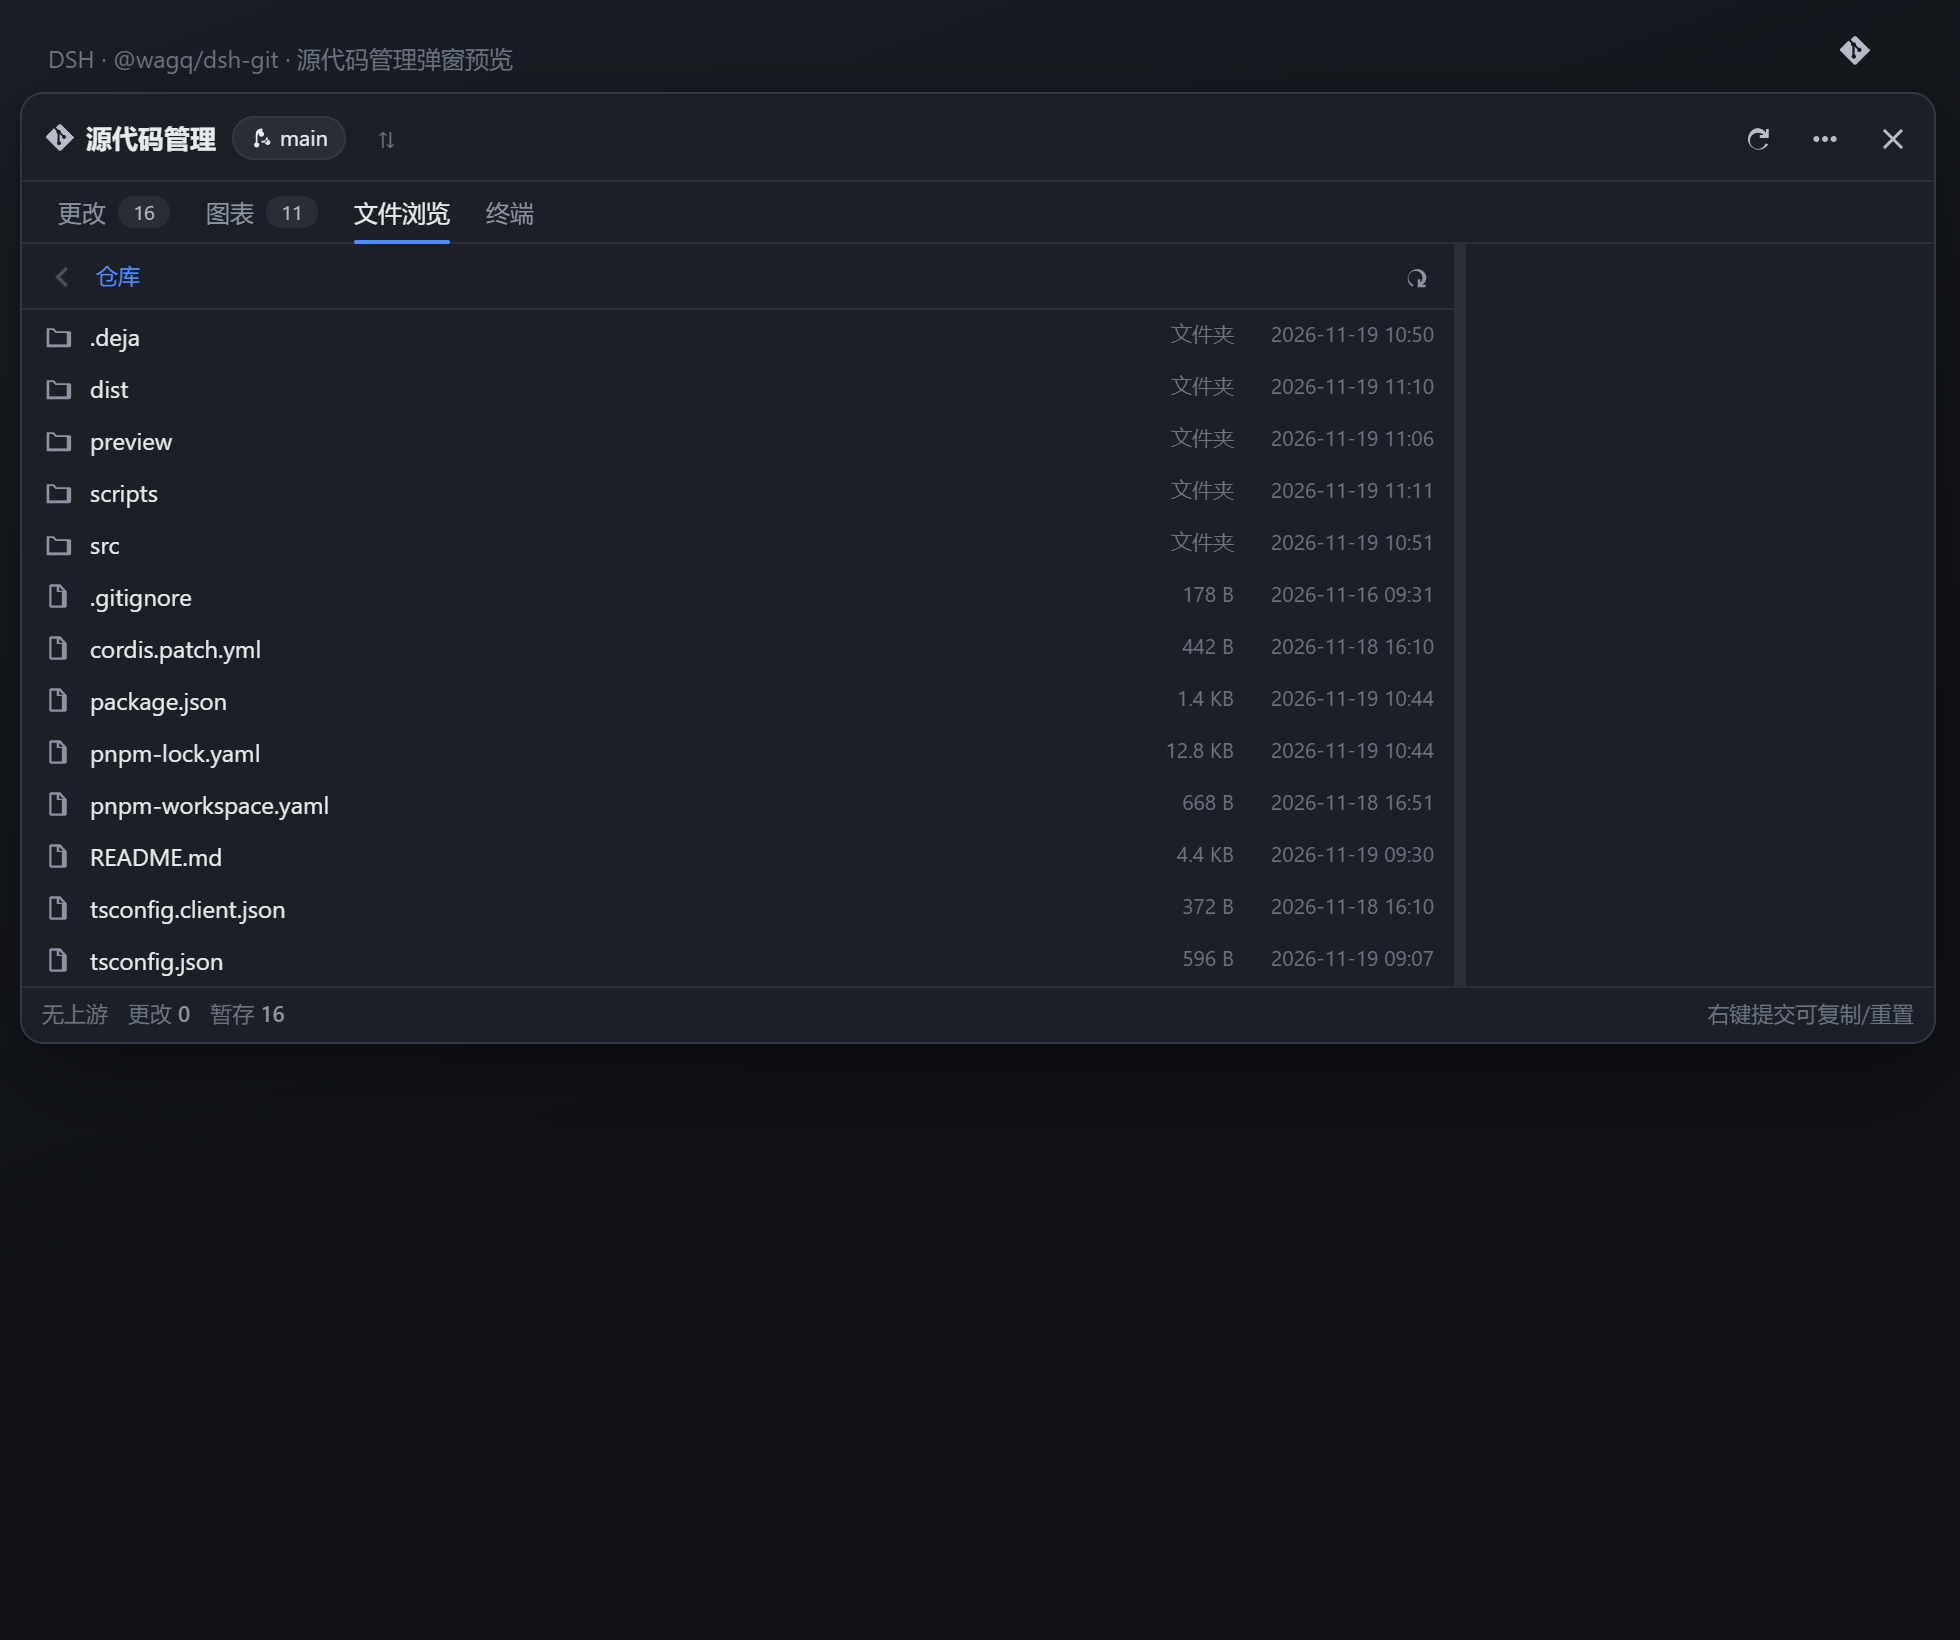 DSH · @wagq/dsh-git · 源代码管理弹窗预览
源代码管理 main
更改 16 图表 11 文件浏览 终端
仓库
.deja 文件夹 2026-11-19 10:50
dist 文件夹 2026-11-19 11:10
preview 文件夹 2026-11-19 11:06
scripts 文件夹 2026-11-19 11:11
src 文件夹 2026-11-19 10:51
.gitignore 178 B 2026-11-16 09:31
cordis.patch.yml 442 B 2026-11-18 16:10
package.json 1.4 KB 2026-11-19 10:44
pnpm-lock.yaml 12.8 KB 2026-11-19 10:44
pnpm-workspace.yaml 668 B 2026-11-18 16:51
README.md 4.4 KB 2026-11-19 09:30
tsconfig.client.json 372 B 2026-11-18 16:10
tsconfig.json 596 B 2026-11-19 09:07
无上游 更改 0 暂存 16 右键提交可复制/重置